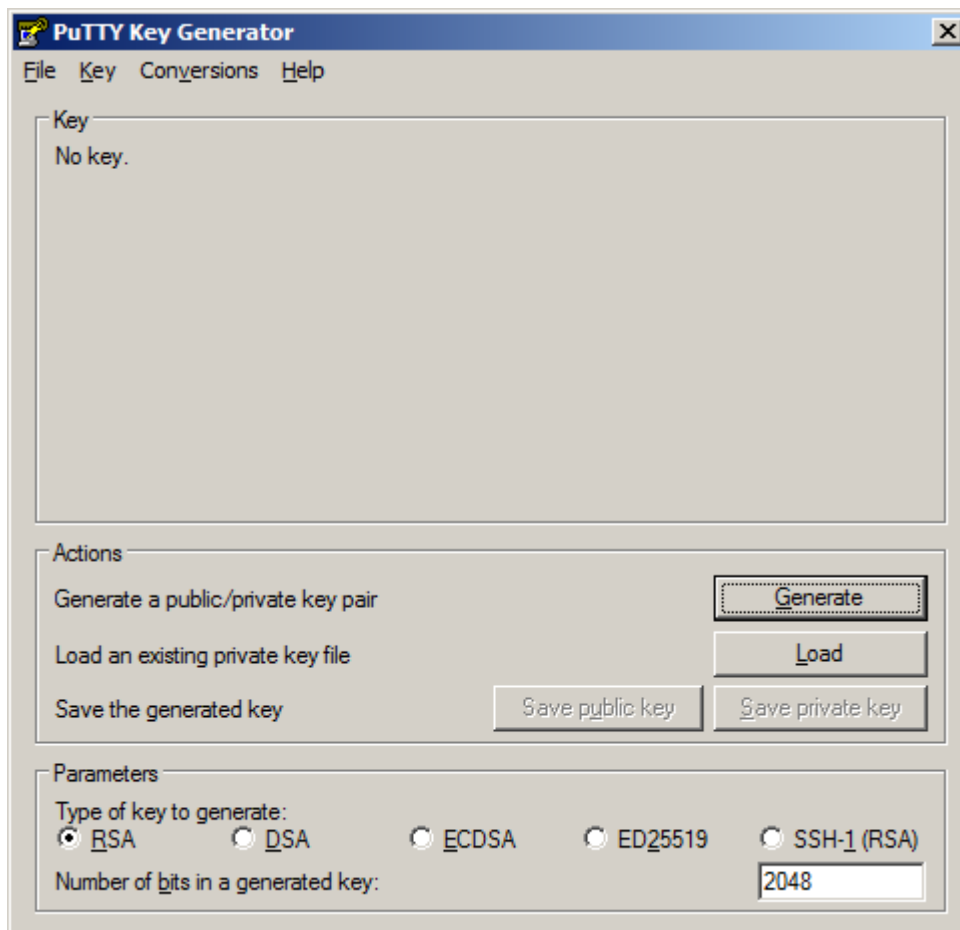 PuTTY Key Generator
File Key Conversions Help
Key
No key.
Actions
Generate a public/private key pair Generate
Load an existing private key file Load
Save the generated key Save public key Save private key
Parameters
Type of key to generate:
RSA DSA ECDSA ED25519 SSH-1 (RSA)
Number of bits in a generated key: 2048